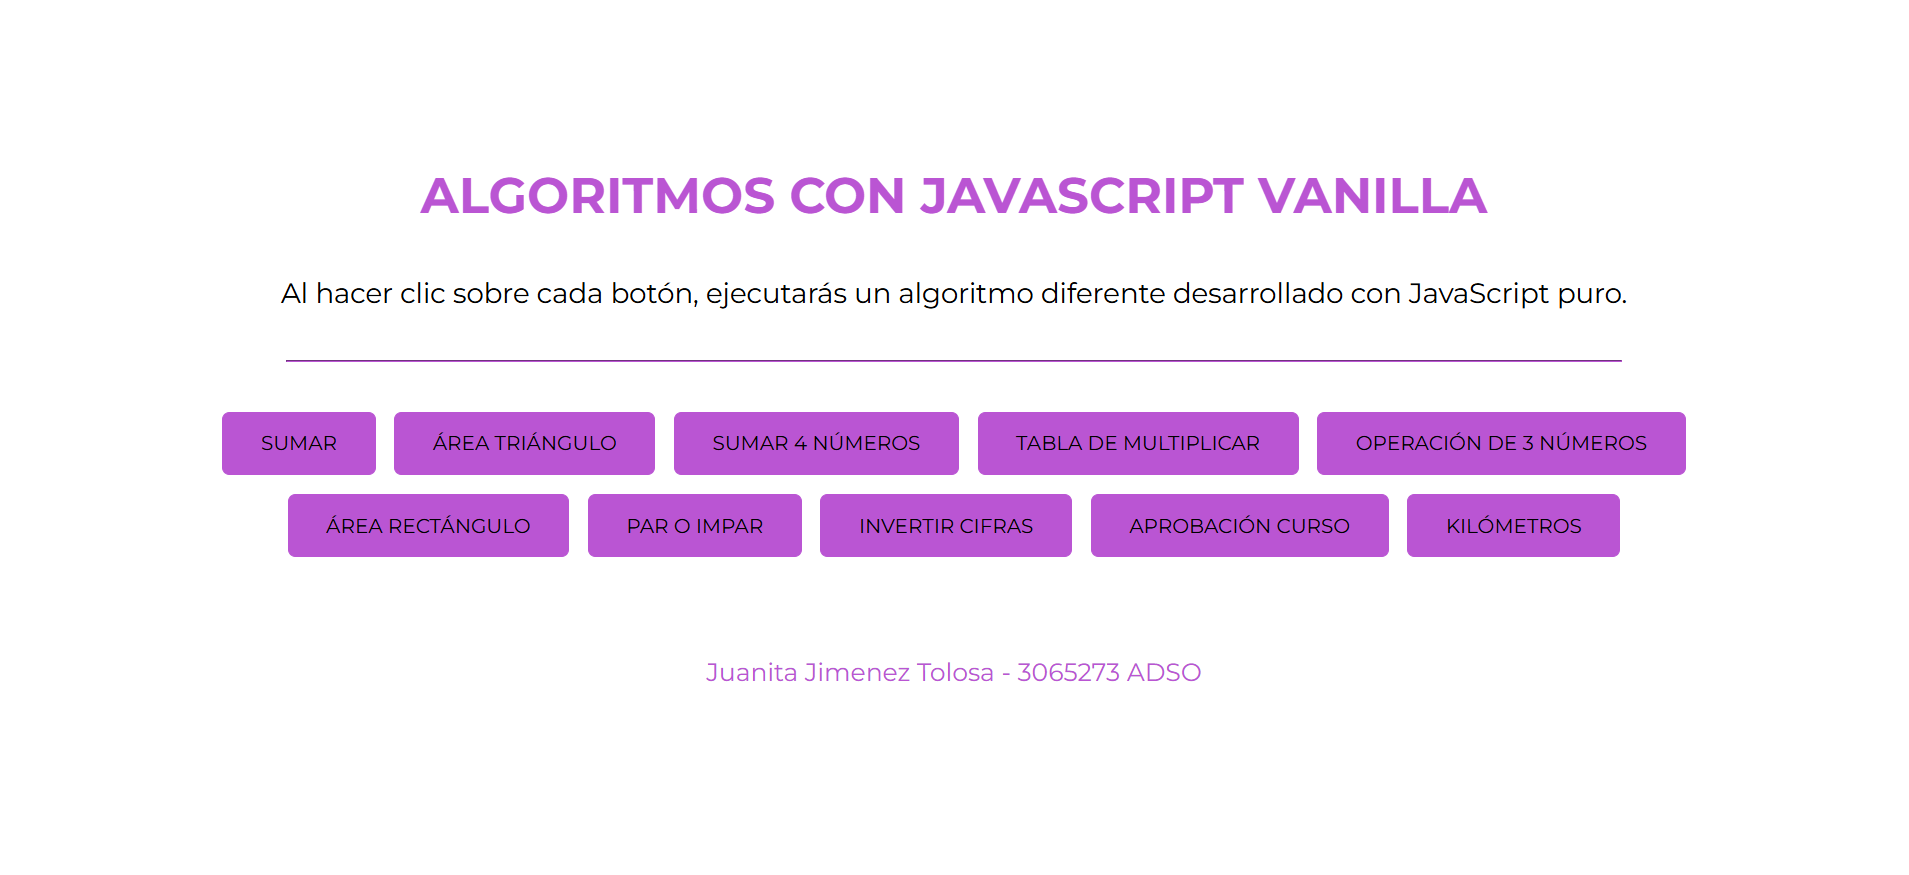 ALGORITMOS CON JAVASCRIPT VANILLA
Al hacer clic sobre cada botón, ejecutarás un algoritmo diferente desarrollado con JavaScript puro.
SUMAR ÁREA TRIÁNGULO SUMAR 4 NÚMEROS TABLA DE MULTIPLICAR OPERACIÓN DE 3 NÚMEROS
ÁREA RECTÁNGULO PAR O IMPAR INVERTIR CIFRAS APROBACIÓN CURSO KILÓMETROS
Juanita Jimenez Tolosa - 3065273 ADSO